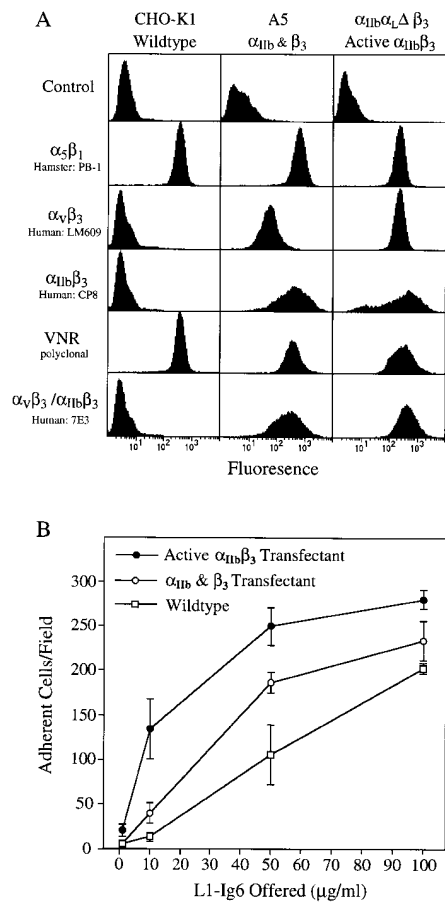 A
CHO-K1 Wildtype
A5 αIIb & β3
αIIbαLΔ β3 Active αIIbβ3
Control
α5β1
Hamster: PB-1
αVβ3
Human: LM609
αIIbβ3
Human: CP8
VNR
polyclonal
αVβ3 /αIIbβ3
Human: 7E3
10¹ 10² 10³ 10¹ 10² 10³ 10¹ 10² 10³
Fluoresence
B
Active αIIbβ3 Transfectant
αIIb & β3 Transfectant
Wildtype
Adherent Cells/Field
300
250
200
150
100
50
0
0 10 20 30 40 50 60 70 80 90 100
L1-Ig6 Offered (µg/ml)